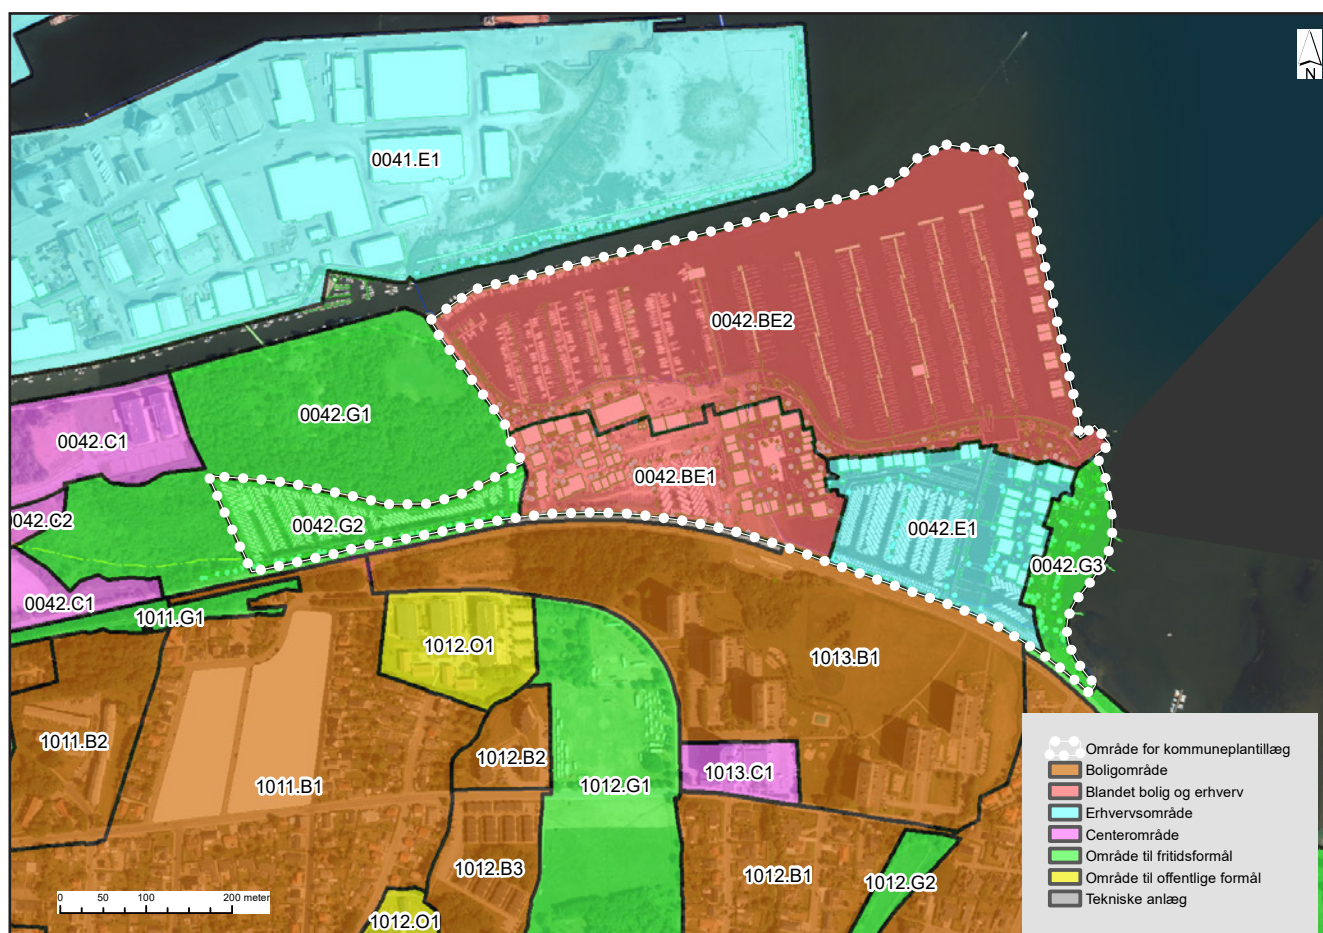 N
0041.E1
0042.BE2
0042.G1
0042.C1
0042.BE1
0042.C2
0042.G2
0042.E1
0042.G3
0042.C1
1011.G1
1012.O1
1013.B1
1011.B2
1012.B2
1011.B1
1012.G1
1013.C1
1012.B3
1012.B1
1012.G2
1012.O1
0 50 100 200 meter
Område for kommuneplantillæg
Boligområde
Blandet bolig og erhverv
Erhvervsområde
Centerområde
Område til fritidsformål
Område til offentlige formål
Tekniske anlæg